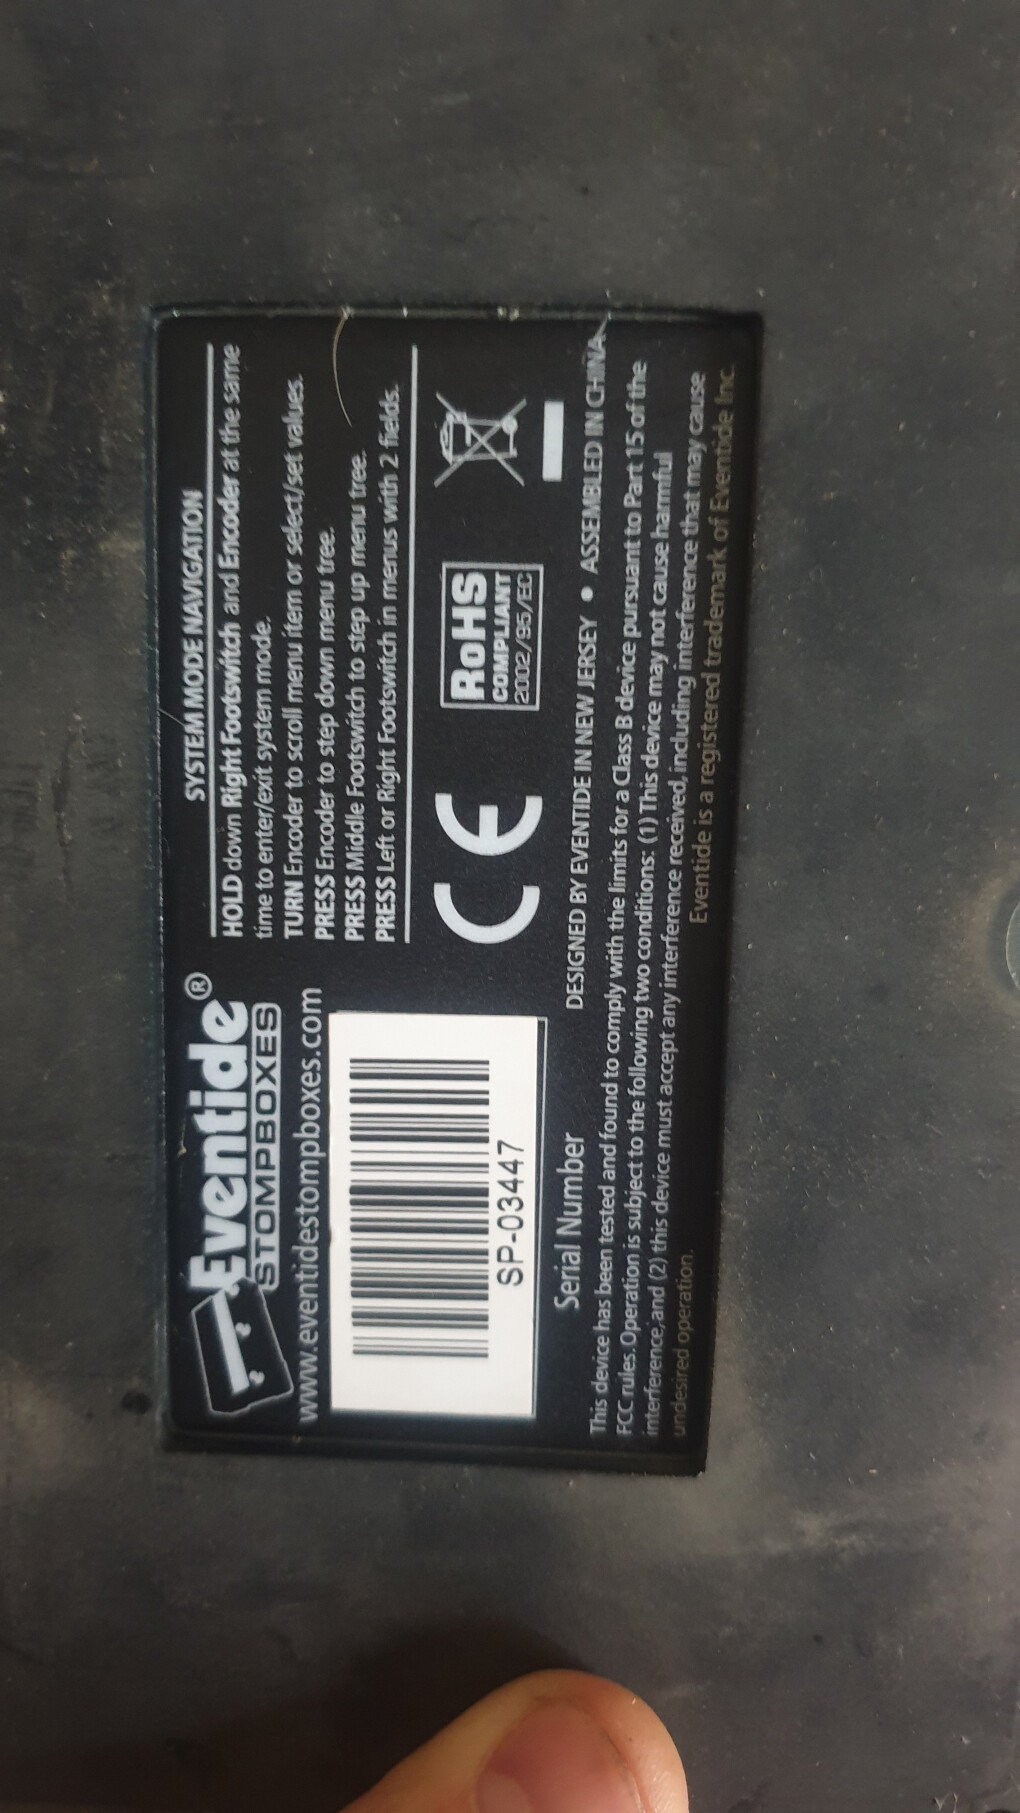 Eventide®
STOMPBOXES
www.eventidestompboxes.com
SP-03447
Serial Number
SYSTEM MODE NAVIGATION
HOLD down Right Footswitch and Encoder at the same
time to enter/exit system mode.
TURN Encoder to scroll menu item or select/set values.
PRESS Encoder to step down menu tree.
PRESS Middle Footswitch to step up menu tree.
PRESS Left or Right Footswitch in menus with 2 fields.
CE
RoHS
COMPLIANT
2002/95/EC
DESIGNED BY EVENTIDE IN NEW JERSEY • ASSEMBLED IN CHINA
This device has been tested and found to comply with the limits for a Class B device pursuant to Part 15 of the
FCC rules. Operation is subject to the following two conditions: (1) This device may not cause harmful
interference, and (2) this device must accept any interference received, including interference that may cause
undesired operation.
Eventide is a registered trademark of Eventide Inc.